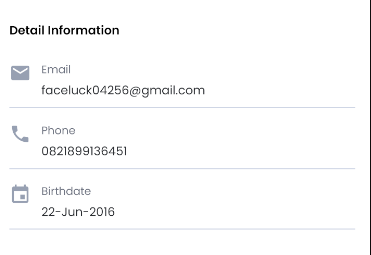 Detail Information
Email
faceluck04256@gmail.com
Phone
0821899136451
Birthdate
22-Jun-2016